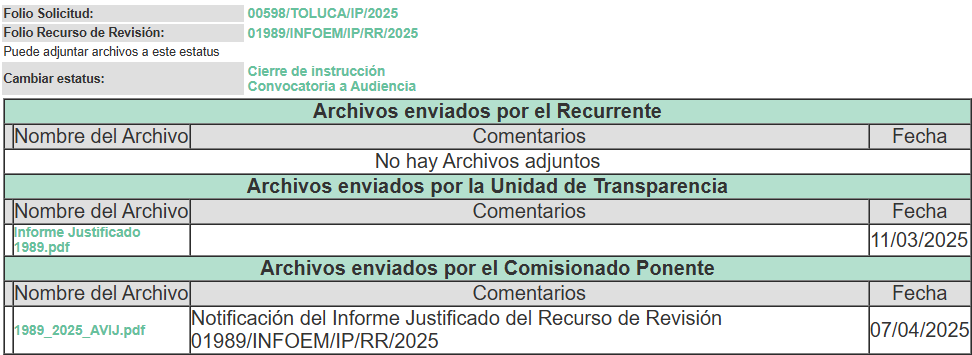 Folio Solicitud: 00598/TOLUCA/IP/2025
Folio Recurso de Revisión: 01989/INFOEM/IP/RR/2025
Puede adjuntar archivos a este estatus
Cambiar estatus: Cierre de instrucción
Convocatoria a Audiencia
Archivos enviados por el Recurrente
Nombre del Archivo Comentarios Fecha
No hay Archivos adjuntos
Archivos enviados por la Unidad de Transparencia
Nombre del Archivo Comentarios Fecha
Informe Justificado
1989.pdf 11/03/2025
Archivos enviados por el Comisionado Ponente
Nombre del Archivo Comentarios Fecha
1989_2025_AVIJ.pdf Notificación del Informe Justificado del Recurso de Revisión
01989/INFOEM/IP/RR/2025 07/04/2025